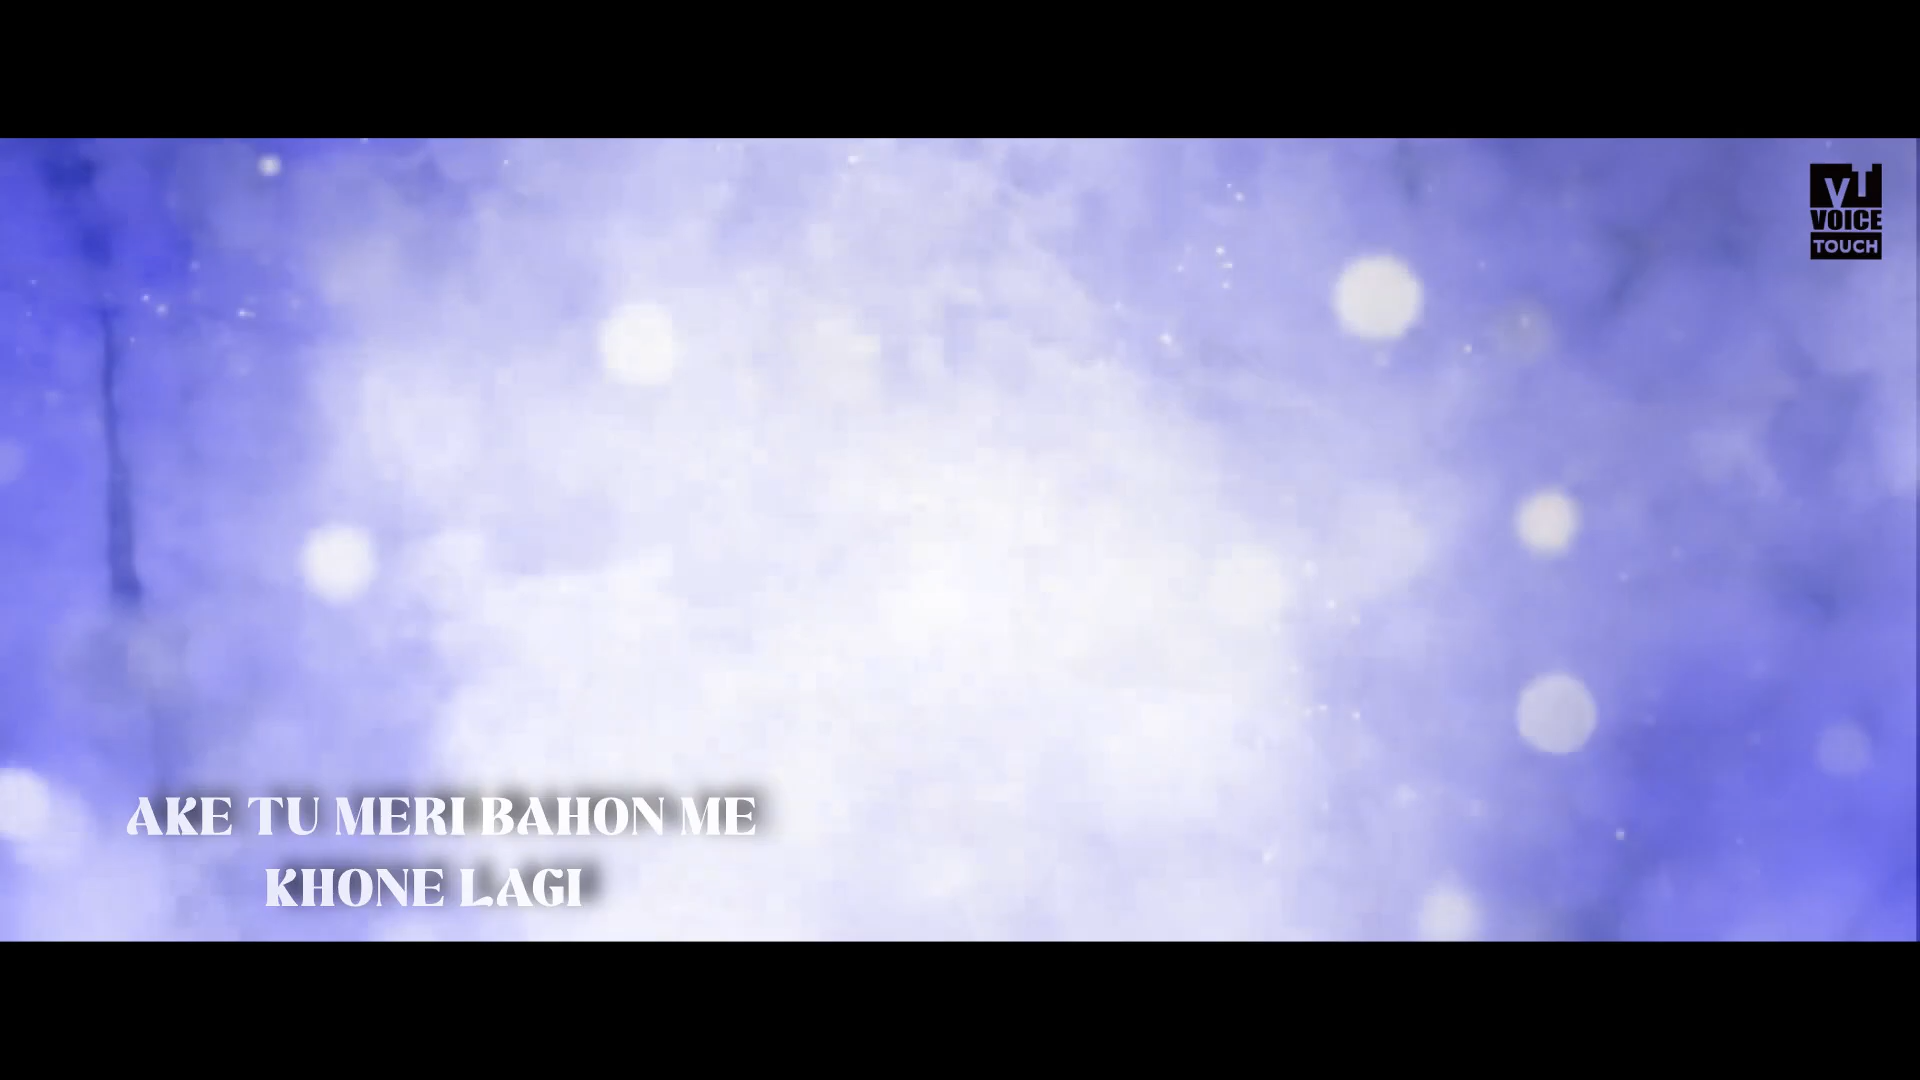 VT
VOICE
TOUCH
AKE TU MERI BAHON ME
KHONE LAGI